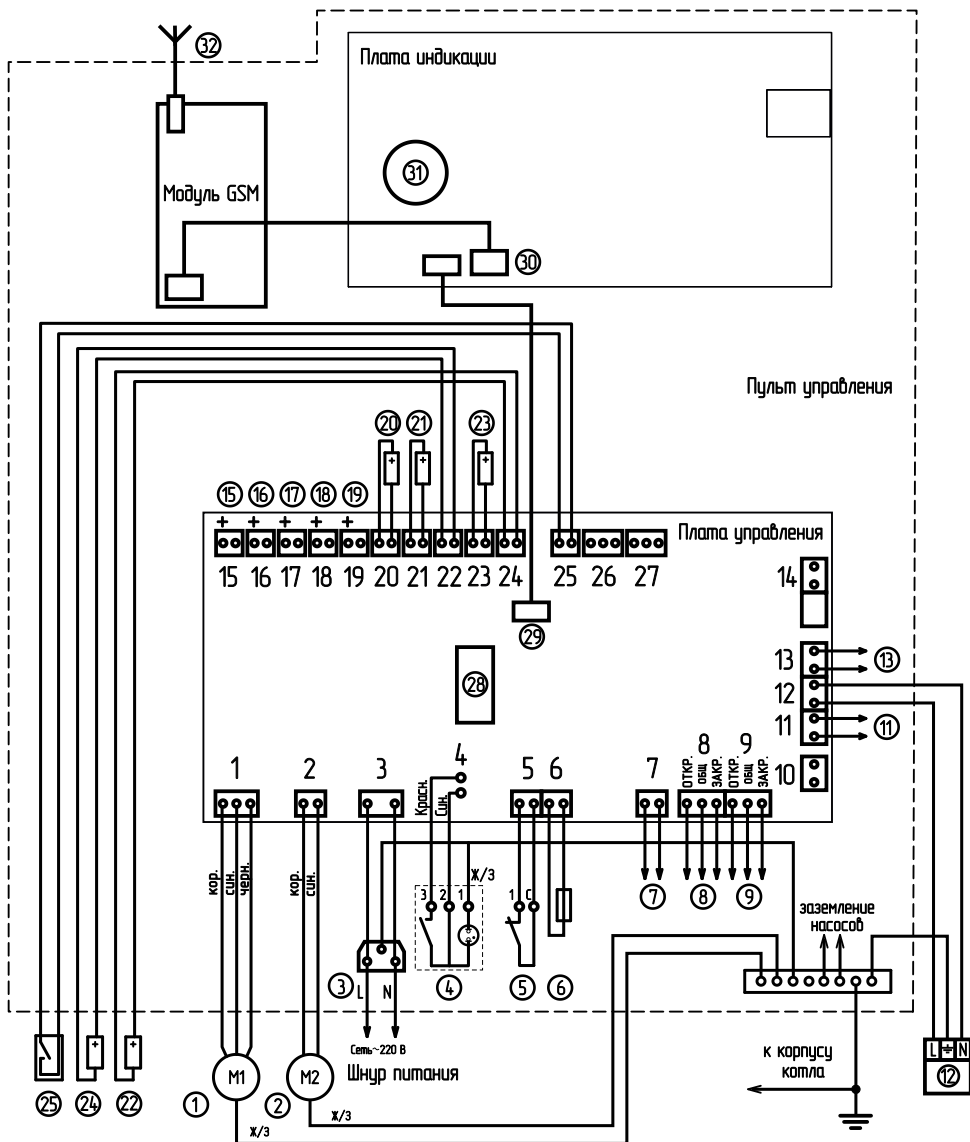 32
Плата индикации
31
Модуль GSM
30
Пульт управления
20 21 23
+ + +
15 16 17 18 19
+ + + + +
Плата управления
15 16 17 18 19 20 21 22 23 24 25 26 27
14
29
28
13 13
12
11 11
10
1 2 3 4 5 6 7 8 9
Красн.
Син.
ОТКР. ОБЩ ЗАКР. ОТКР. ОБЩ ЗАКР.
кор. син. черн.
кор. син.
Ж/З
3 2 1
1 C
7 8 9
заземление
насосов
3 L N
4 5 6
Сеть~220 В
Шнур питания
+ +
25 24 22
M1 M2
1 2
Ж/З
Ж/З
к корпусу
котла
L N
12